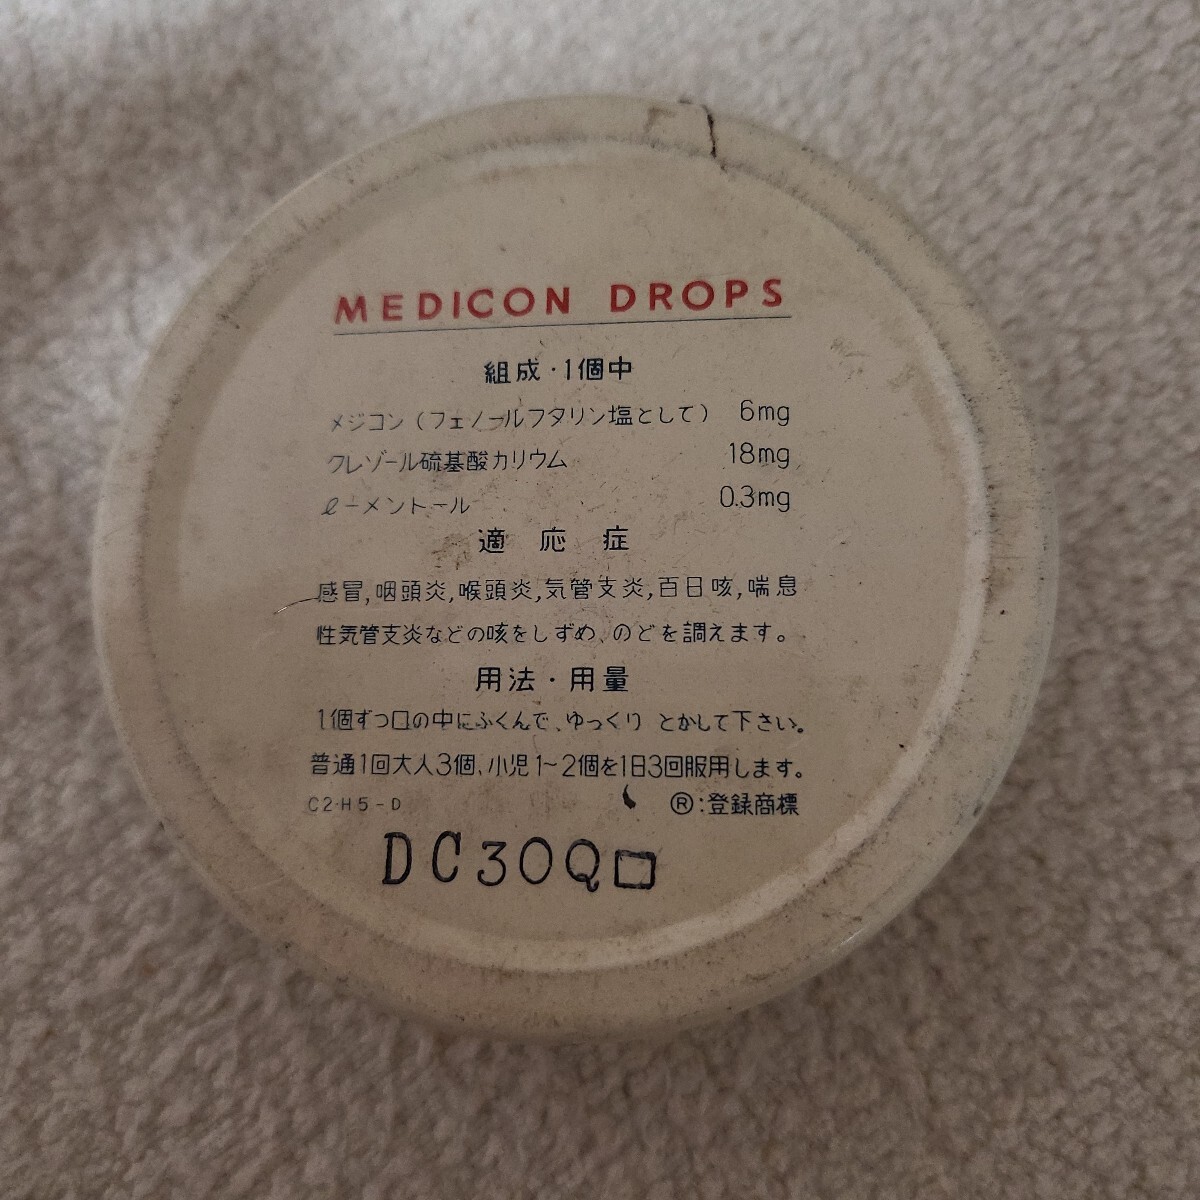 MEDICON DROPS
組成・1個中
メジコン(フェノールフタリン塩として) 6mg
クレゾール硫基酸カリウム 18mg
ℓ-メントール 0.3mg
適応症
感冒,咽頭炎,喉頭炎,気管支炎,百日咳,喘息
性気管支炎などの咳をしずめ、のどを調えます。
用法・用量
1個ずつ口の中にふくんで、ゆっくり とかして下さい。
普通1回大人3個、小児1~2個を1日3回服用します。
C2・H5-D ®:登録商標
DC30Q□